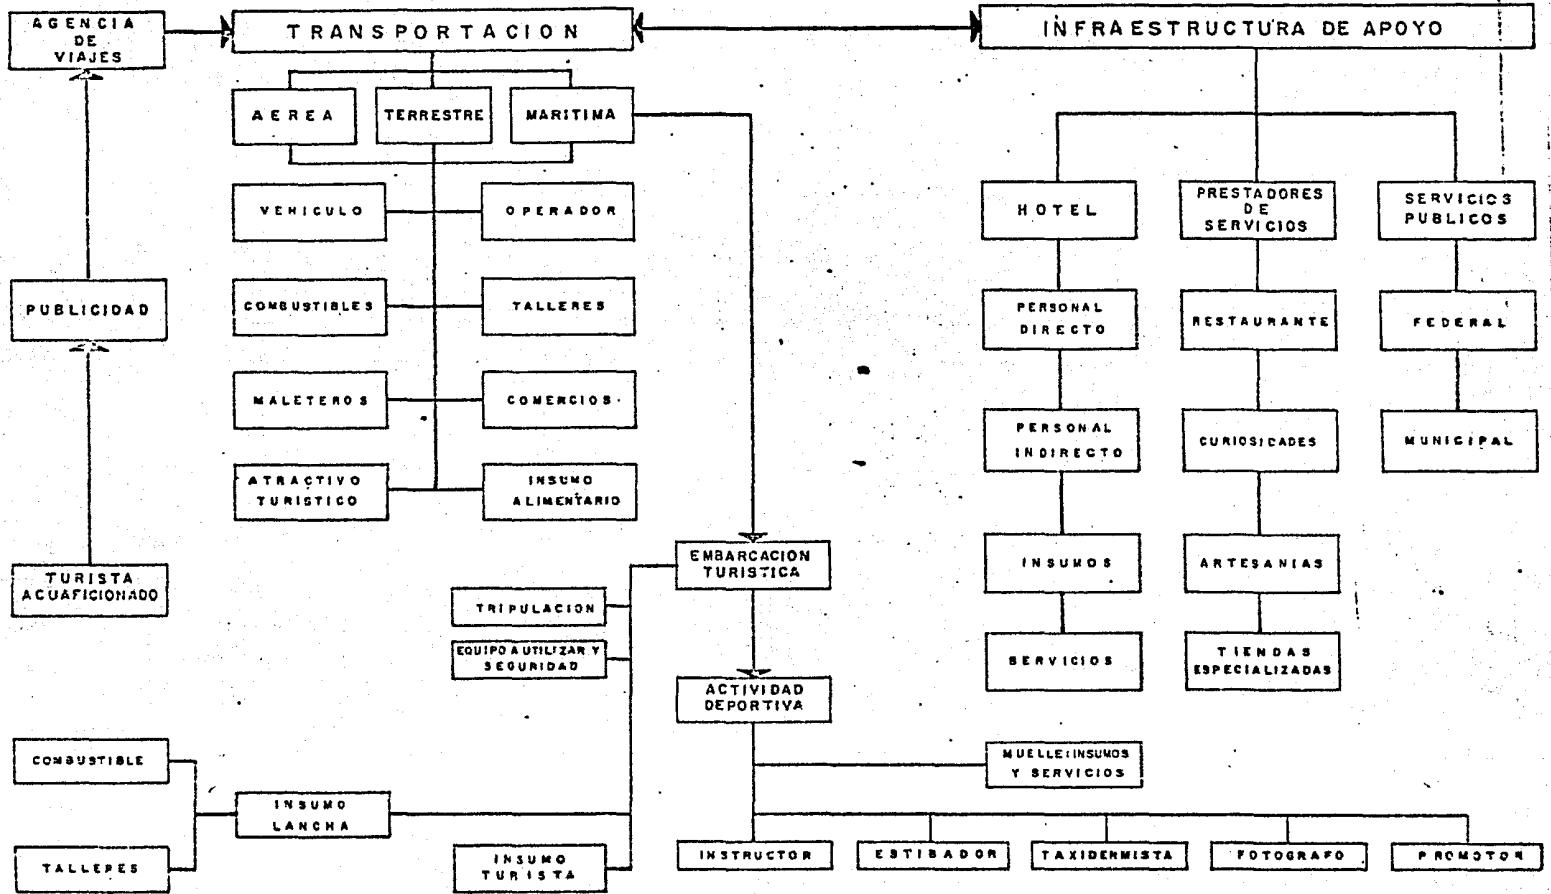 AGENCIA
DE
VIAJES
TRANSPORTACION
INFRAESTRUCTURA DE APOYO
AEREA
TERRESTRE
MARITIMA
VEHICULO
OPERADOR
HOTEL
PRESTADORES
DE
SERVICIOS
SERVICIOS
PUBLICOS
PUBLICIDAD
COMBUSTIBLES
TALLERES
PERSONAL
DIRECTO
RESTAURANTE
FEDERAL
MALETEROS
COMERCIOS
PERSONAL
INDIRECTO
CURIOSIDADES
MUNICIPAL
ATRACTIVO
TURISTICO
INSUMO
ALIMENTARIO
EMBARCACION
TURISTICA
INSUMOS
ARTESANIAS
TURISTA
ACUAFICIONADO
TRIPULACION
EQUIPO A UTILIZAR Y
SEGURIDAD
SERVICIOS
TIENDAS
ESPECIALIZADAS
ACTIVIDAD
DEPORTIVA
COMBUSTIBLE
MUELLE:INSUMOS
Y SERVICIOS
INSUMO
LANCHA
TALLERES
INSUMO
TURISTA
INSTRUCTOR
ESTIBADOR
TAXIDERMISTA
FOTOGRAFO
PROMOTOR